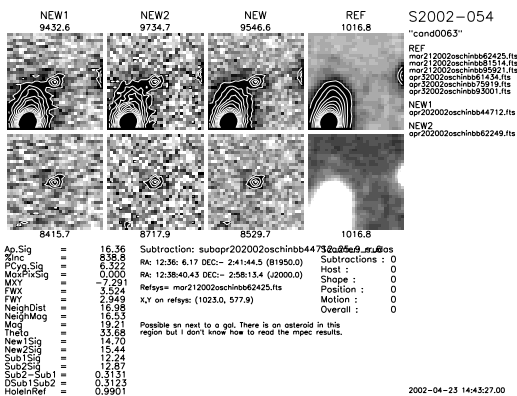 NEW1 NEW2 NEW REF S2002-054
9432.6 9734.7 9546.6 1016.8
"cand0063"
REF
mar212002oschinbb62425.fts
mar212002oschinbb81514.fts
mar212002oschinbb95921.fts
apr32002oschinbb61434.fts
apr32002oschinbb75919.fts
apr32002oschinbb93001.fts
NEW1
apr202002oschinbb44712.fts
NEW2
apr202002oschinbb62249.fts
8415.7 8717.9 8529.7 1016.8
Ap.Sig = 16.36
%Inc = 838.8
PCyg.Sig = 6.322
MaxPixSig = 0.000
MXY = -7.291
FWX = 3.524
FWY = 2.949
NeighDist = 16.98
NeighMag = 16.53
Mag = 19.21
Theta = 33.68
New1Sig = 14.70
New2Sig = 15.44
Sub1Sig = 12.24
Sub2Sig = 12.87
Sub2-Sub1 = 0.3131
DSub1Sub2 = 0.3123
HoleInRef = 0.9901
Subtraction: subapr202002oschinbb447
RA: 12:36: 6.17 DEC:- 2:41:44.5 (B1950.0)
RA: 12:38:40.43 DEC:- 2:58:13.4 (J2000.0)
Refsys= mar212002oschinbb62425.fts
X,Y on refsys: (1023.0, 577.9)
Possible sn next to a gal. There is an asteroid in this
region but I don't know how to read the mpec results.
Subtractions : 0
Host : 0
Shape : 0
Position : 0
Motion : 0
Overall : 0
2002-04-23 14:43:27.00